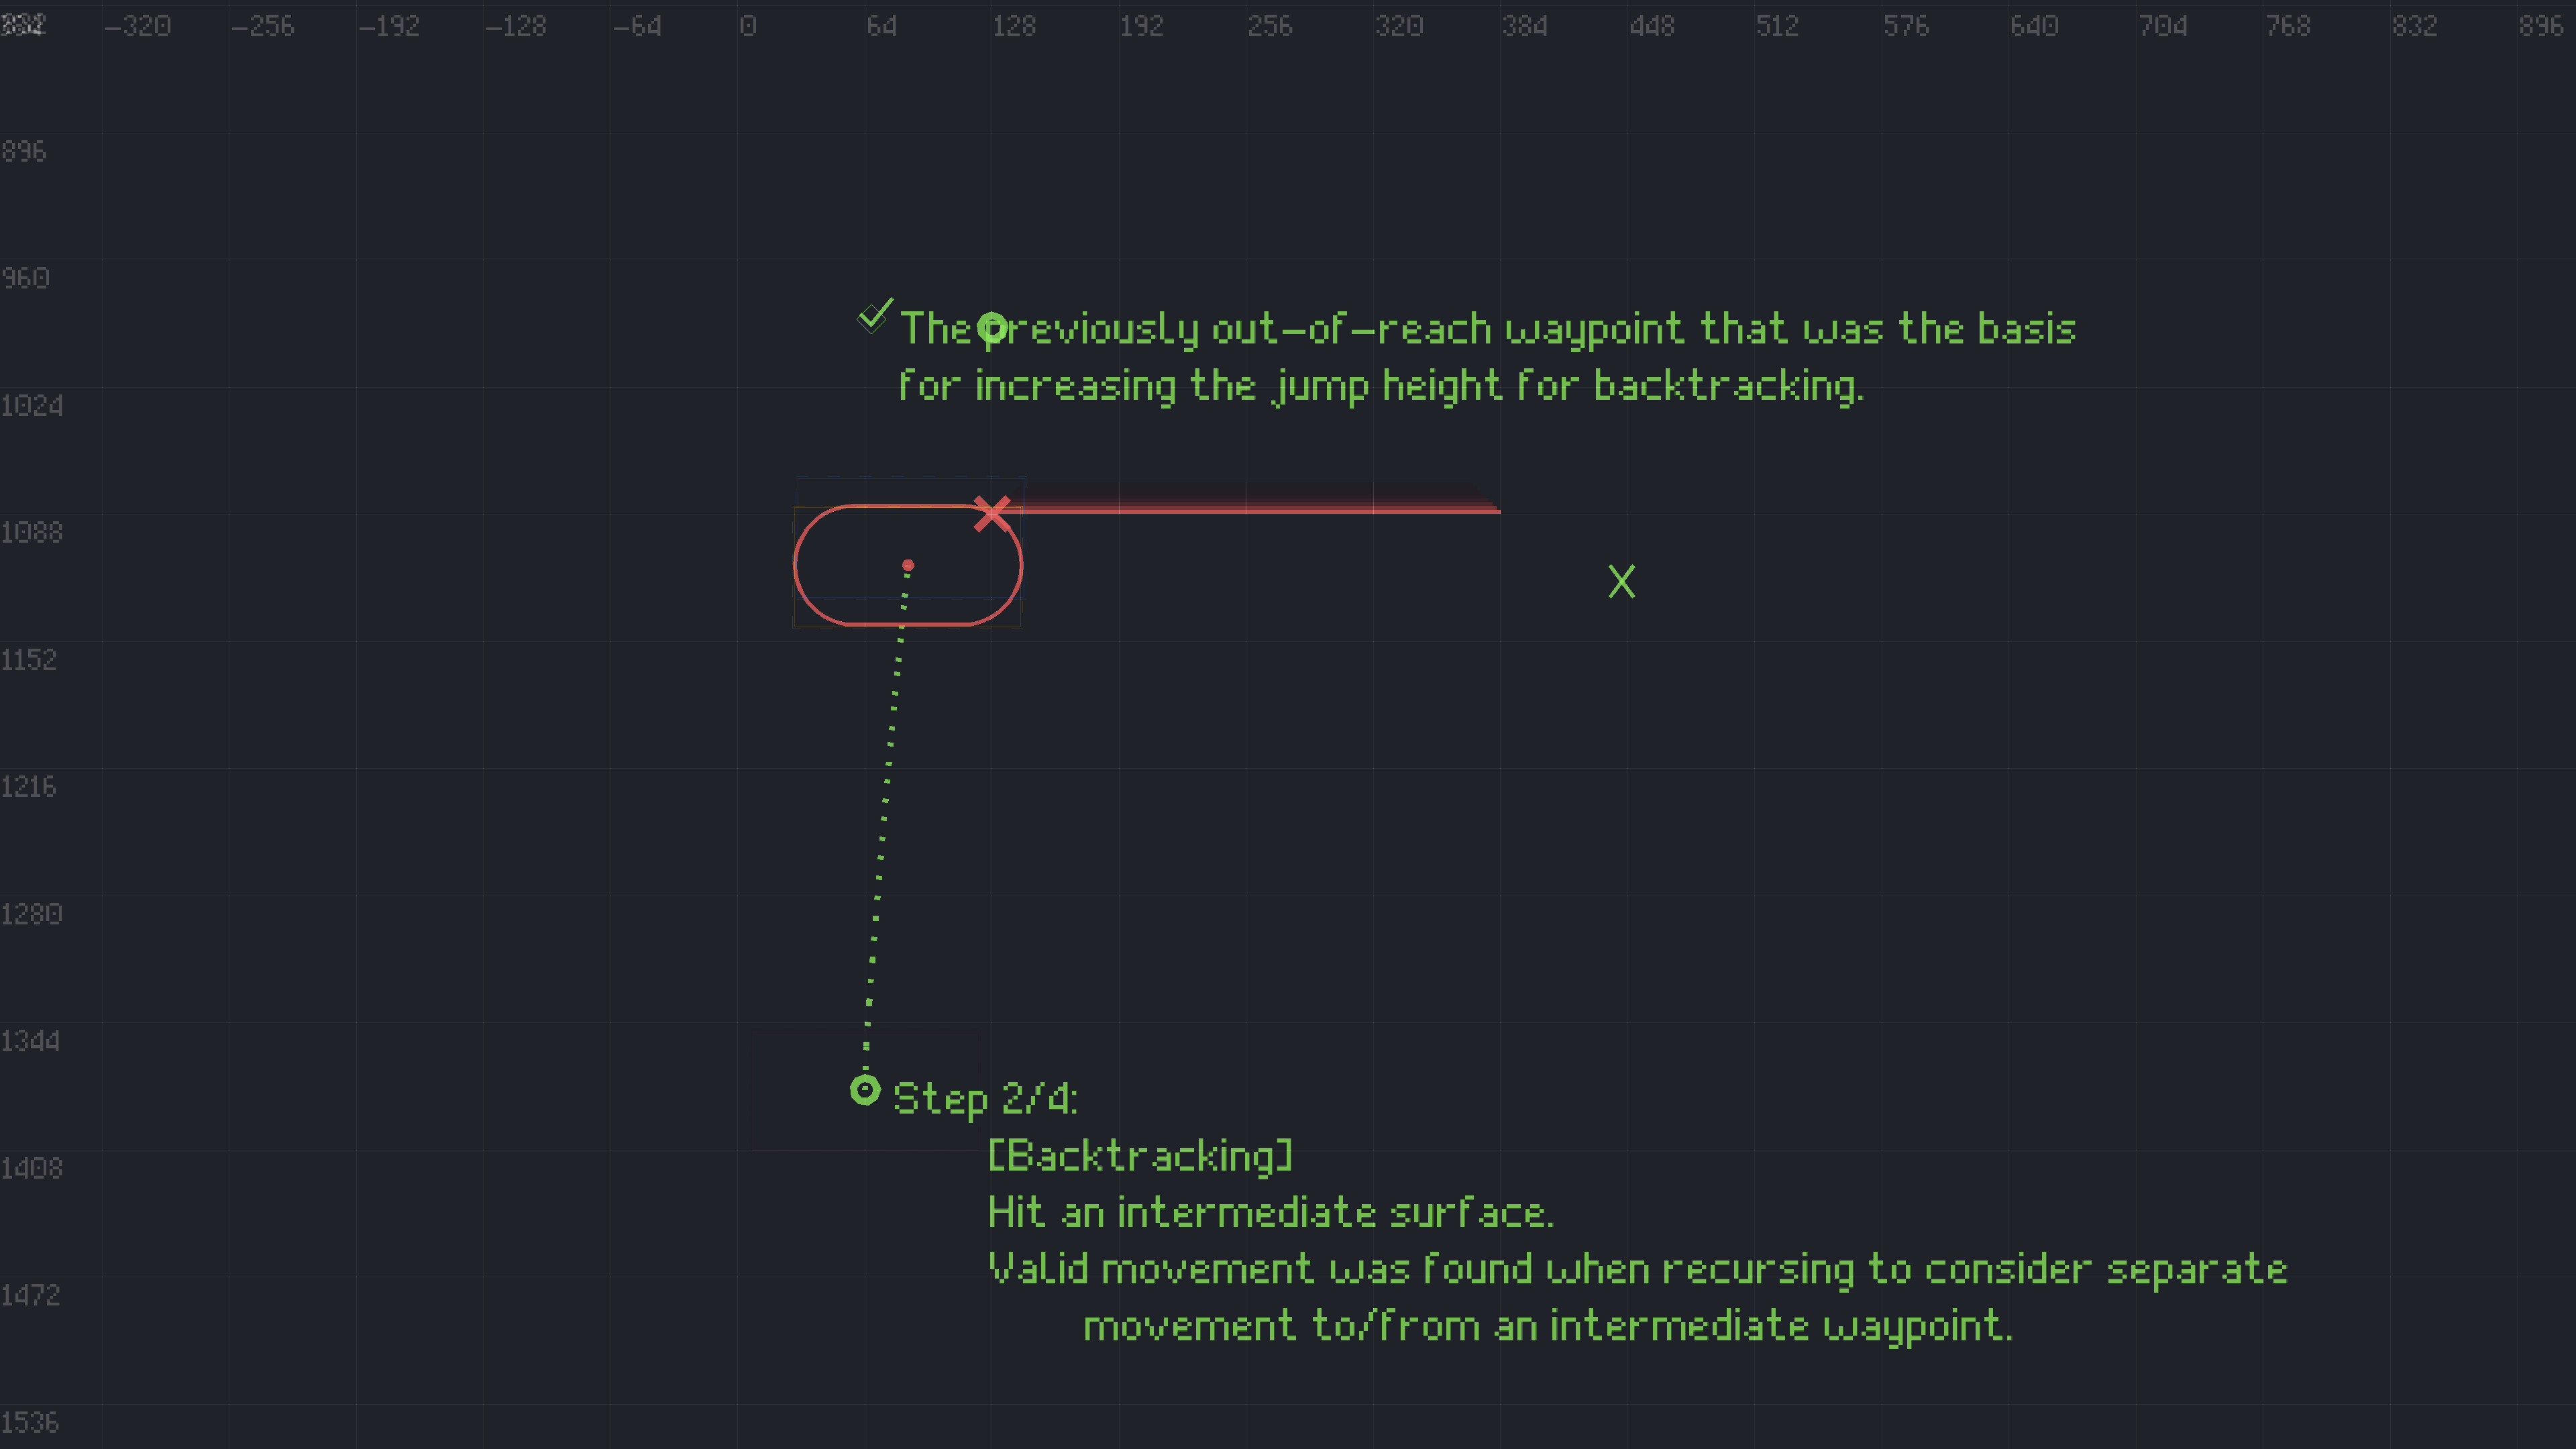 -320 -256 -192 -128 -64 0 64 128 192 256 320 384 448 512 576 640 704 768 832 896
896
960
The previously out-of-reach waypoint that was the basis
for increasing the jump height for backtracking.
1024
1088
X
1152
1216
1280
1344
Step 2/4:
[Backtracking]
1408
Hit an intermediate surface.
Valid movement was found when recursing to consider separate
1472
movement to/from an intermediate waypoint.
1536